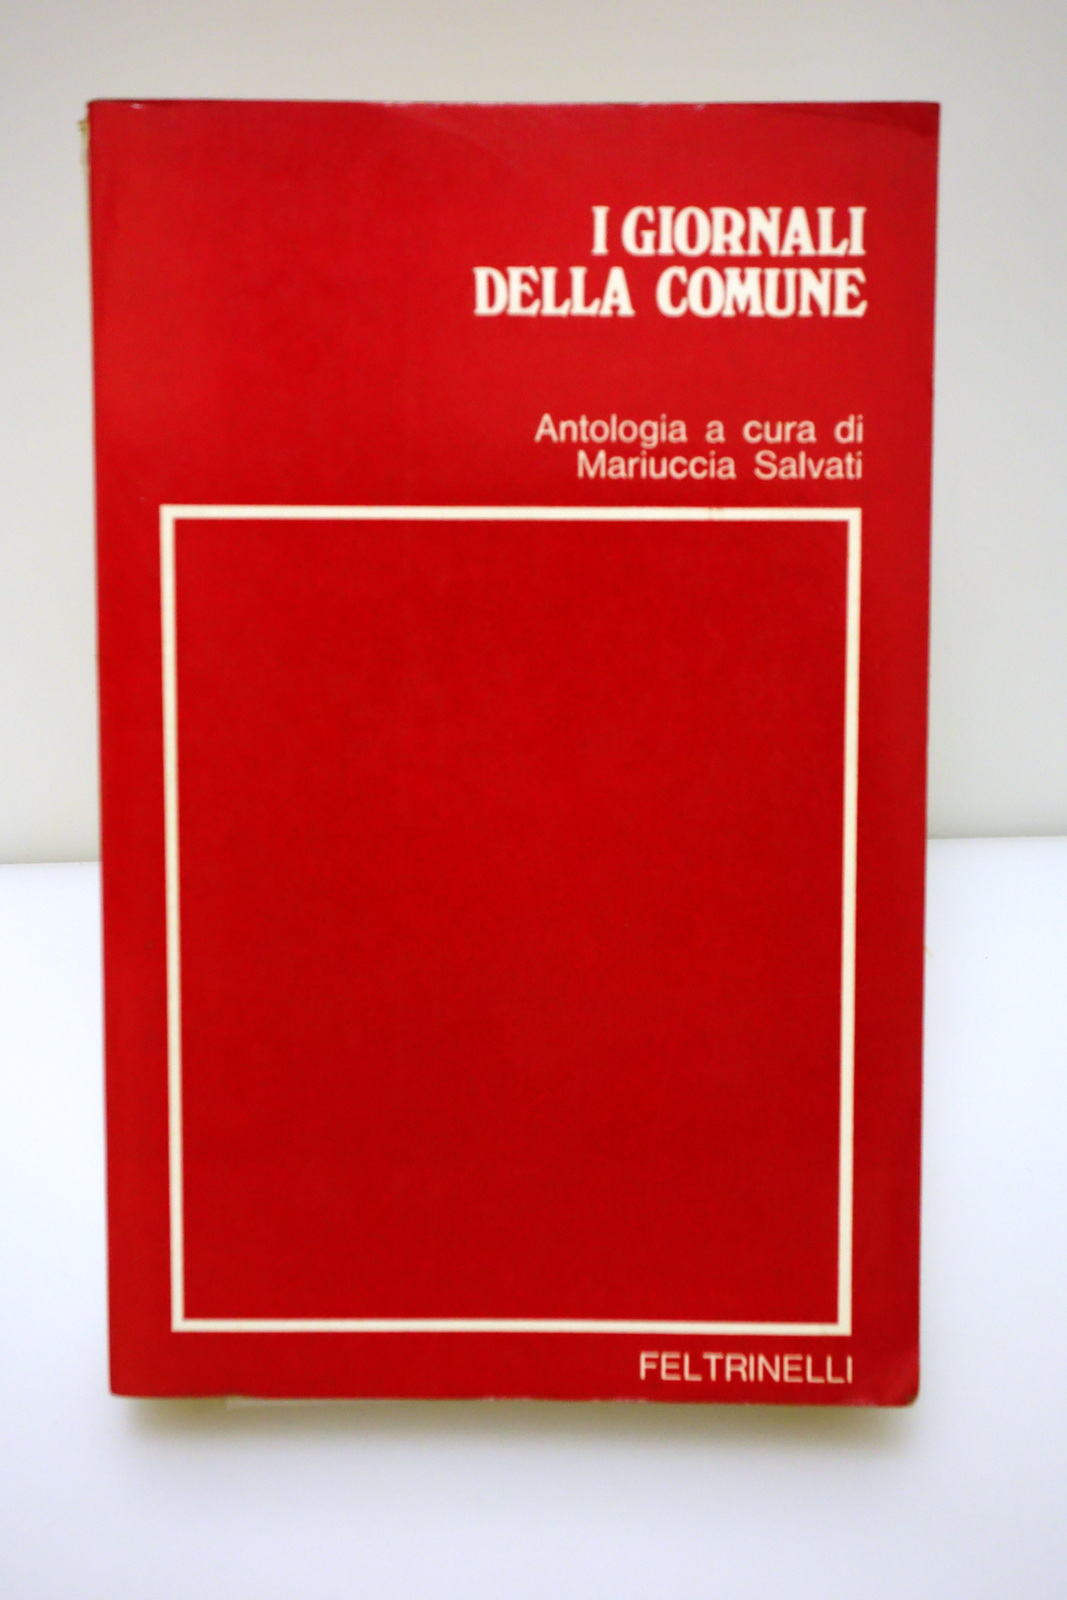 I GIORNALI
DELLA COMUNE
Antologia a cura di
Mariuccia Salvati
FELTRINELLI